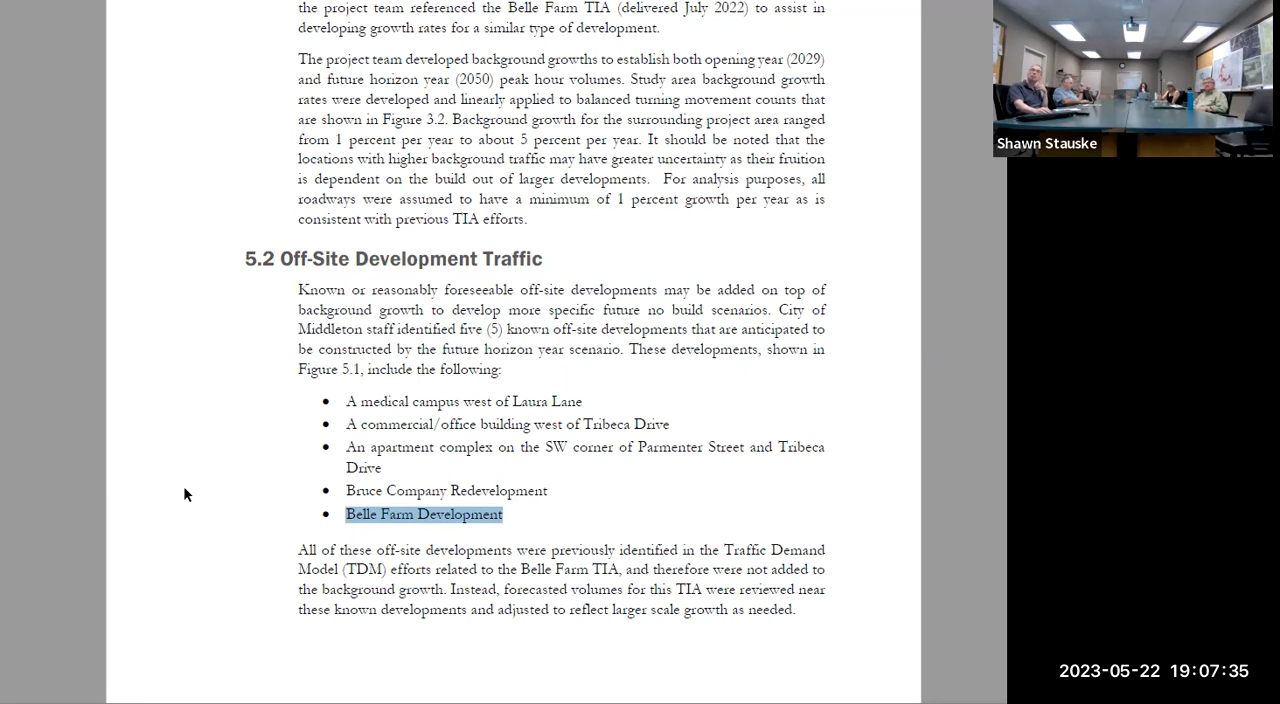 the project team referenced the Belle Farm TIA (delivered July 2022) to assist in
developing growth rates for a similar type of development.
The project team developed background growths to establish both opening year (2029)
and future horizon year (2050) peak hour volumes. Study area background growth
rates were developed and linearly applied to balanced turning movement counts that
are shown in Figure 3.2. Background growth for the surrounding project area ranged
from 1 percent per year to about 5 percent per year. It should be noted that the
locations with higher background traffic may have greater uncertainty as their fruition
is dependent on the build out of larger developments. For analysis purposes, all
roadways were assumed to have a minimum of 1 percent growth per year as is
consistent with previous TIA efforts.
5.2 Off-Site Development Traffic
Known or reasonably foreseeable off-site developments may be added on top of
background growth to develop more specific future no build scenarios. City of
Middleton staff identified five (5) known off-site developments that are anticipated to
be constructed by the future horizon year scenario. These developments, shown in
Figure 5.1, include the following:
• A medical campus west of Laura Lane
• A commercial/office building west of Tribeca Drive
• An apartment complex on the SW corner of Parmenter Street and Tribeca
Drive
• Bruce Company Redevelopment
• Belle Farm Development
All of these off-site developments were previously identified in the Traffic Demand
Model (TDM) efforts related to the Belle Farm TIA, and therefore were not added to
the background growth. Instead, forecasted volumes for this TIA were reviewed near
these known developments and adjusted to reflect larger scale growth as needed.
Shawn Stauske
2023-05-22 19:07:35